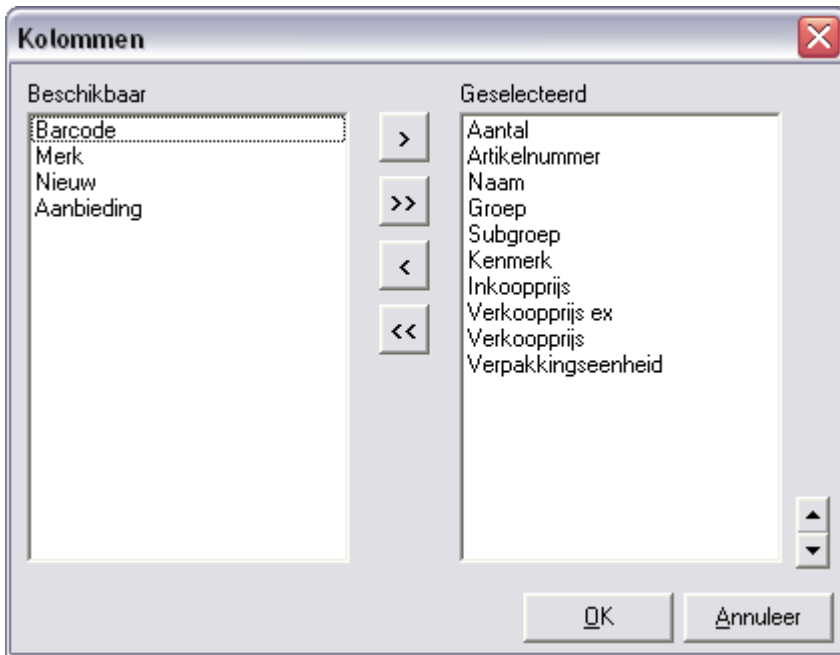 Kolommen
Beschikbaar
Barcode
Merk
Nieuw
Aanbieding
>
>>
<
<<
Geselecteerd
Aantal
Artikelnummer
Naam
Groep
Subgroep
Kenmerk
Inkoopprijs
Verkoopprijs ex
Verkoopprijs
Verpakkingseenheid
OK
Annuleer